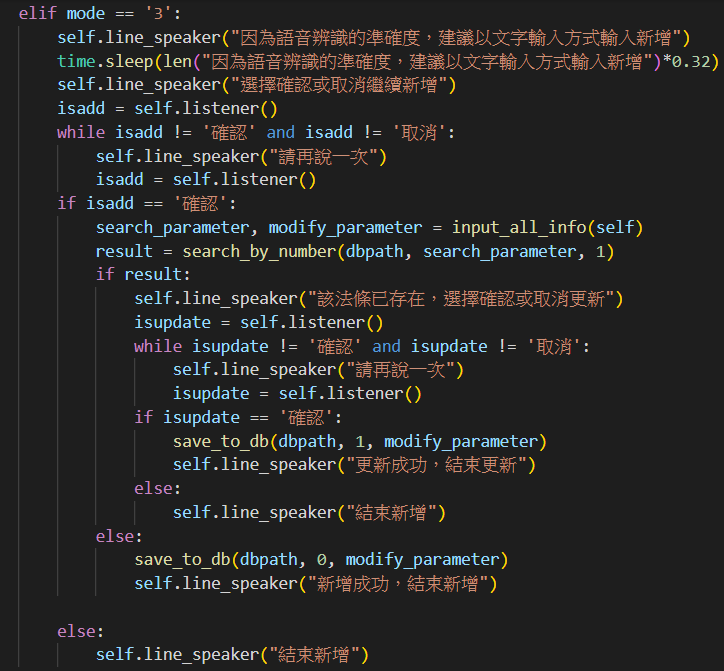 elif mode == '3':
    self.line_speaker("因為語音辨識的準確度，建議以文字輸入方式輸入新增")
    time.sleep(len("因為語音辨識的準確度，建議以文字輸入方式輸入新增")*0.32)
    self.line_speaker("選擇確認或取消繼續新增")
    isadd = self.listener()
    while isadd != '確認' and isadd != '取消':
        self.line_speaker("請再說一次")
        isadd = self.listener()
    if isadd == '確認':
        search_parameter, modify_parameter = input_all_info(self)
        result = search_by_number(dbpath, search_parameter, 1)
        if result:
            self.line_speaker("該法條已存在，選擇確認或取消更新")
            isupdate = self.listener()
            while isupdate != '確認' and isupdate != '取消':
                self.line_speaker("請再說一次")
                isupdate = self.listener()
            if isupdate == '確認':
                save_to_db(dbpath, 1, modify_parameter)
                self.line_speaker("更新成功，結束更新")
            else:
                self.line_speaker("結束新增")
        else:
            save_to_db(dbpath, 0, modify_parameter)
            self.line_speaker("新增成功，結束新增")
    else:
        self.line_speaker("結束新增")